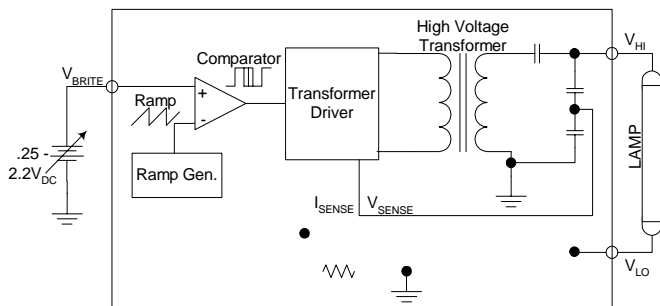 High Voltage
Transformer
Comparator
V_HI
V_BRITE
+
Ramp
-
Transformer
Driver
.25 -
2.2V_DC
Ramp Gen.
LAMP
I_SENSE V_SENSE
V_LO